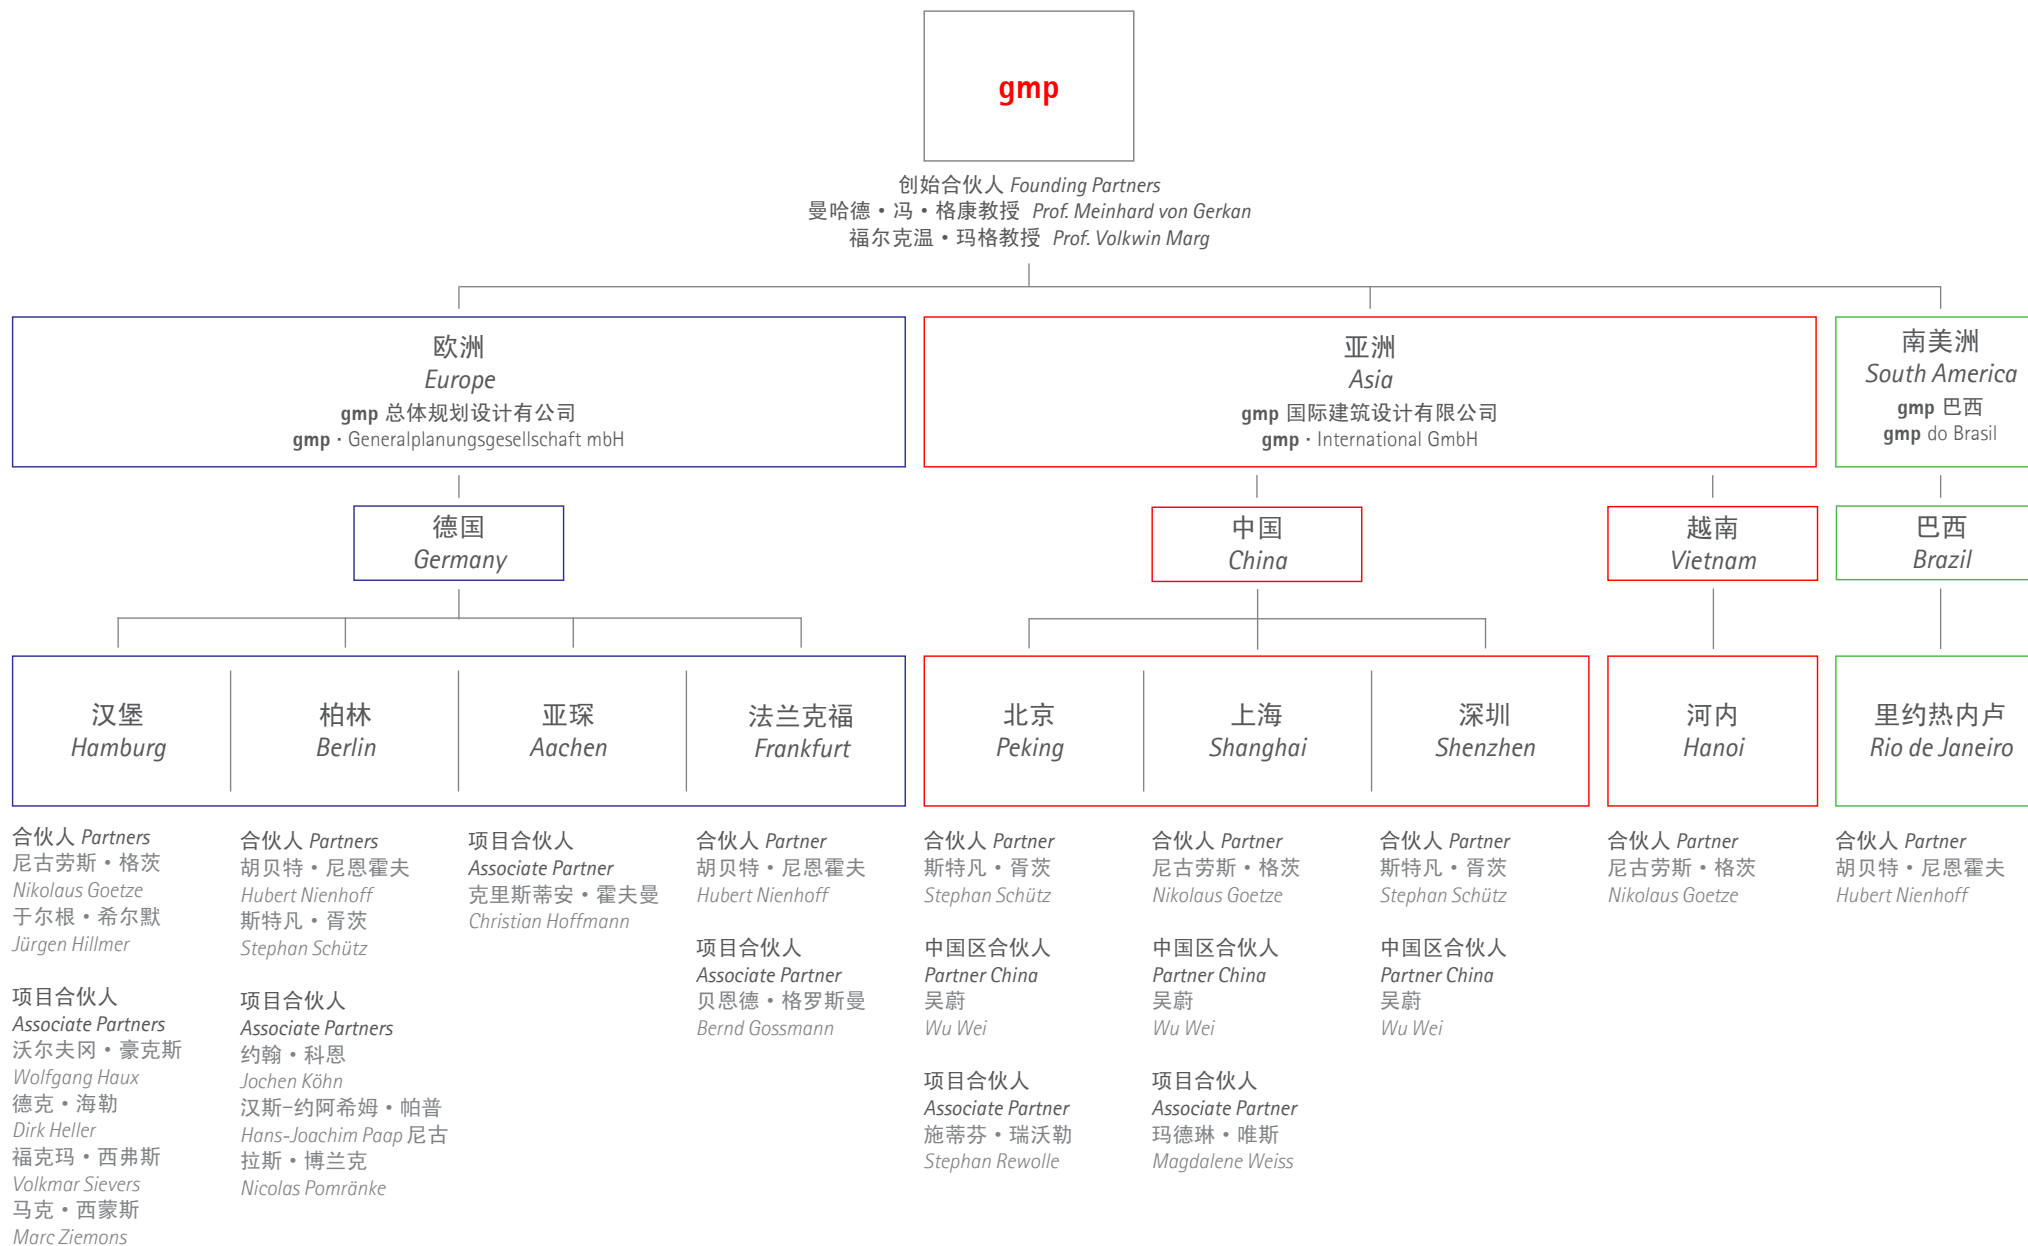 gmp
创始合伙人 Founding Partners
曼哈德·冯·格康教授 Prof. Meinhard von Gerkan
福尔克温·玛格教授 Prof. Volkwin Marg
欧洲
Europe
gmp 总体规划设计有公司
gmp · Generalplanungsgesellschaft mbH
亚洲
Asia
gmp 国际建筑设计有限公司
gmp · International GmbH
南美洲
South America
gmp 巴西
gmp do Brasil
德国
Germany
中国
China
越南
Vietnam
巴西
Brazil
汉堡
Hamburg
柏林
Berlin
亚琛
Aachen
法兰克福
Frankfurt
北京
Peking
上海
Shanghai
深圳
Shenzhen
河内
Hanoi
里约热内卢
Rio de Janeiro
合伙人 Partners
尼古劳斯·格茨
Nikolaus Goetze
于尔根·希尔默
Jürgen Hillmer
项目合伙人
Associate Partners
沃尔夫冈·豪克斯
Wolfgang Haux
德克·海勒
Dirk Heller
福克玛·西弗斯
Volkmar Sievers
马克·西蒙斯
Marc Ziemons
合伙人 Partners
胡贝特·尼恩霍夫
Hubert Nienhoff
斯特凡·胥茨
Stephan Schütz
项目合伙人
Associate Partners
约翰·科恩
Jochen Köhn
汉斯-约阿希姆·帕普
Hans-Joachim Paap 尼古
拉斯·博兰克
Nicolas Pomränke
项目合伙人
Associate Partner
克里斯蒂安·霍夫曼
Christian Hoffmann
合伙人 Partner
胡贝特·尼恩霍夫
Hubert Nienhoff
项目合伙人
Associate Partner
贝恩德·格罗斯曼
Bernd Gossmann
合伙人 Partner
斯特凡·胥茨
Stephan Schütz
中国区合伙人
Partner China
吴蔚
Wu Wei
项目合伙人
Associate Partner
施蒂芬·瑞沃勒
Stephan Rewolle
合伙人 Partner
尼古劳斯·格茨
Nikolaus Goetze
中国区合伙人
Partner China
吴蔚
Wu Wei
项目合伙人
Associate Partner
玛德琳·唯斯
Magdalene Weiss
合伙人 Partner
斯特凡·胥茨
Stephan Schütz
中国区合伙人
Partner China
吴蔚
Wu Wei
合伙人 Partner
尼古劳斯·格茨
Nikolaus Goetze
合伙人 Partner
胡贝特·尼恩霍夫
Hubert Nienhoff